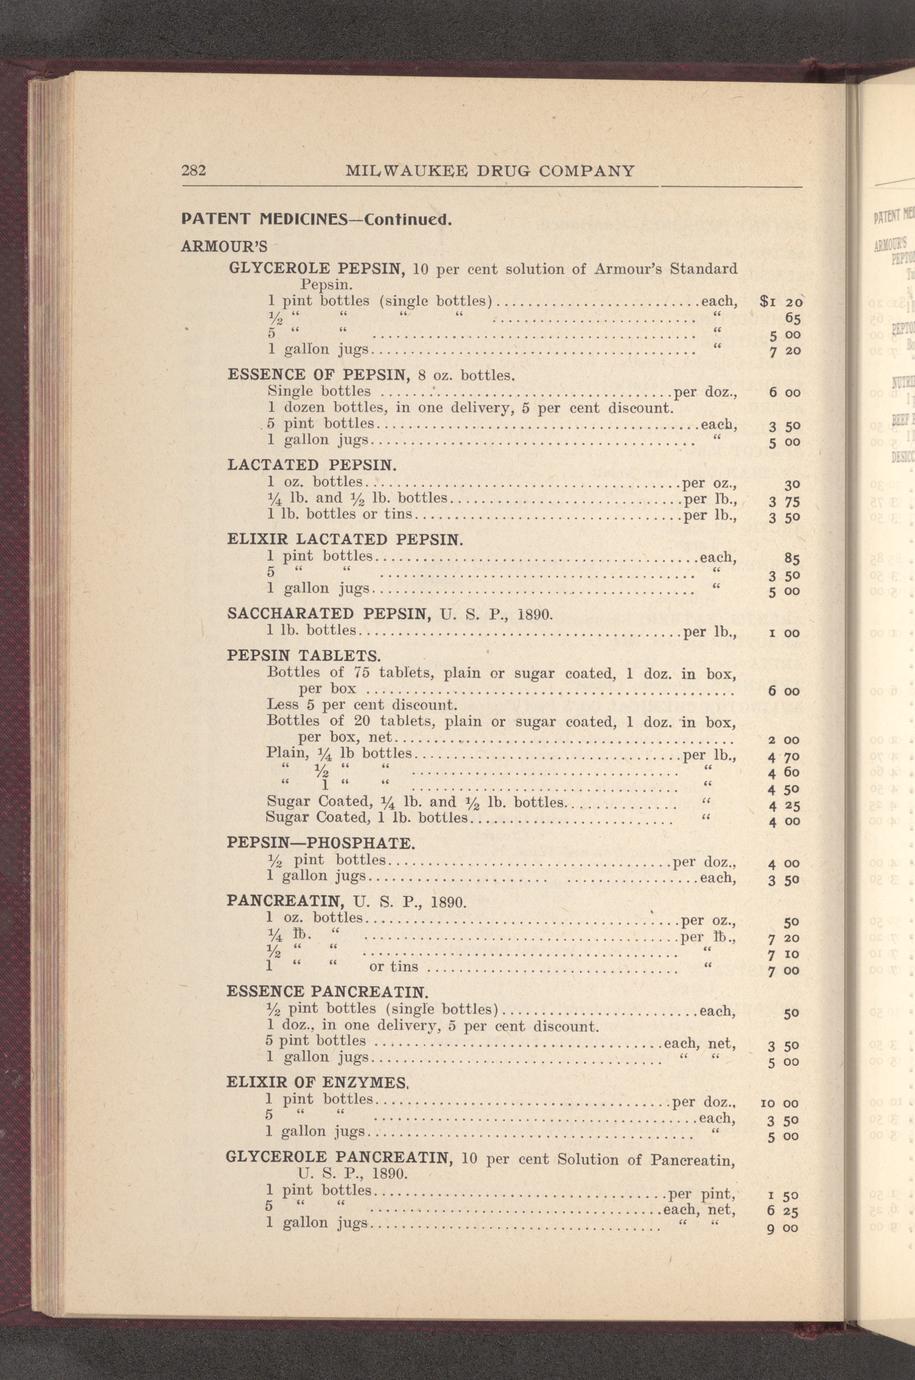 282 MILWAUKEE DRUG COMPANY
PATENT MEDICINES—Continued.
ARMOUR'S
GLYCEROLE PEPSIN, 10 per cent solution of Armour's Standard
Pepsin.
1 pint bottles (single bottles)........................each, $1 20
½ “ “ “ “ ........................ “ 65
5 “ “ ........................ “ 5 00
1 gallon jugs........................ “ 7 20
ESSENCE OF PEPSIN, 8 oz. bottles.
Single bottles ........................per doz., 6 00
1 dozen bottles, in one delivery, 5 per cent discount.
5 pint bottles........................each, 3 50
1 gallon jugs........................ “ 5 00
LACTATED PEPSIN.
1 oz. bottles........................per oz., 30
¼ lb. and ½ lb. bottles........................per lb., 3 75
1 lb. bottles or tins........................per lb., 3 50
ELIXIR LACTATED PEPSIN.
1 pint bottles........................each, 85
5 “ “ ........................ “ 3 50
1 gallon jugs........................ “ 5 00
SACCHARATED PEPSIN, U. S. P., 1890.
1 lb. bottles........................per lb., 1 00
PEPSIN TABLETS.
Bottles of 75 tablets, plain or sugar coated, 1 doz. in box,
per box ........................ 6 00
Less 5 per cent discount.
Bottles of 20 tablets, plain or sugar coated, 1 doz. in box,
per box, net........................ 2 00
Plain, ¼ lb bottles........................per lb., 4 70
“ ½ “ “ ........................ “ 4 60
“ 1 “ “ ........................ “ 4 50
Sugar Coated, ¼ lb. and ½ lb. bottles.............. “ 4 25
Sugar Coated, 1 lb. bottles........................ “ 4 00
PEPSIN—PHOSPHATE.
½ pint bottles........................per doz., 4 00
1 gallon jugs........................each, 3 50
PANCREATIN, U. S. P., 1890.
1 oz. bottles........................per oz., 50
¼ lb. “ ........................per lb., 7 20
½ “ “ ........................ “ 7 10
1 “ “ or tins ........................ “ 7 00
ESSENCE PANCREATIN.
½ pint bottles (single bottles)........................each, 50
1 doz., in one delivery, 5 per cent discount.
5 pint bottles ........................each, net, 3 50
1 gallon jugs........................ “ “ 5 00
ELIXIR OF ENZYMES.
1 pint bottles........................per doz., 10 00
5 “ “ ........................each, 3 50
1 gallon jugs........................ “ 5 00
GLYCEROLE PANCREATIN, 10 per cent Solution of Pancreatin,
U. S. P., 1890.
1 pint bottles........................per pint, 1 50
5 “ “ ........................each, net, 6 25
1 gallon jugs........................ “ “ 9 00
PATENT
ARMOUR'S